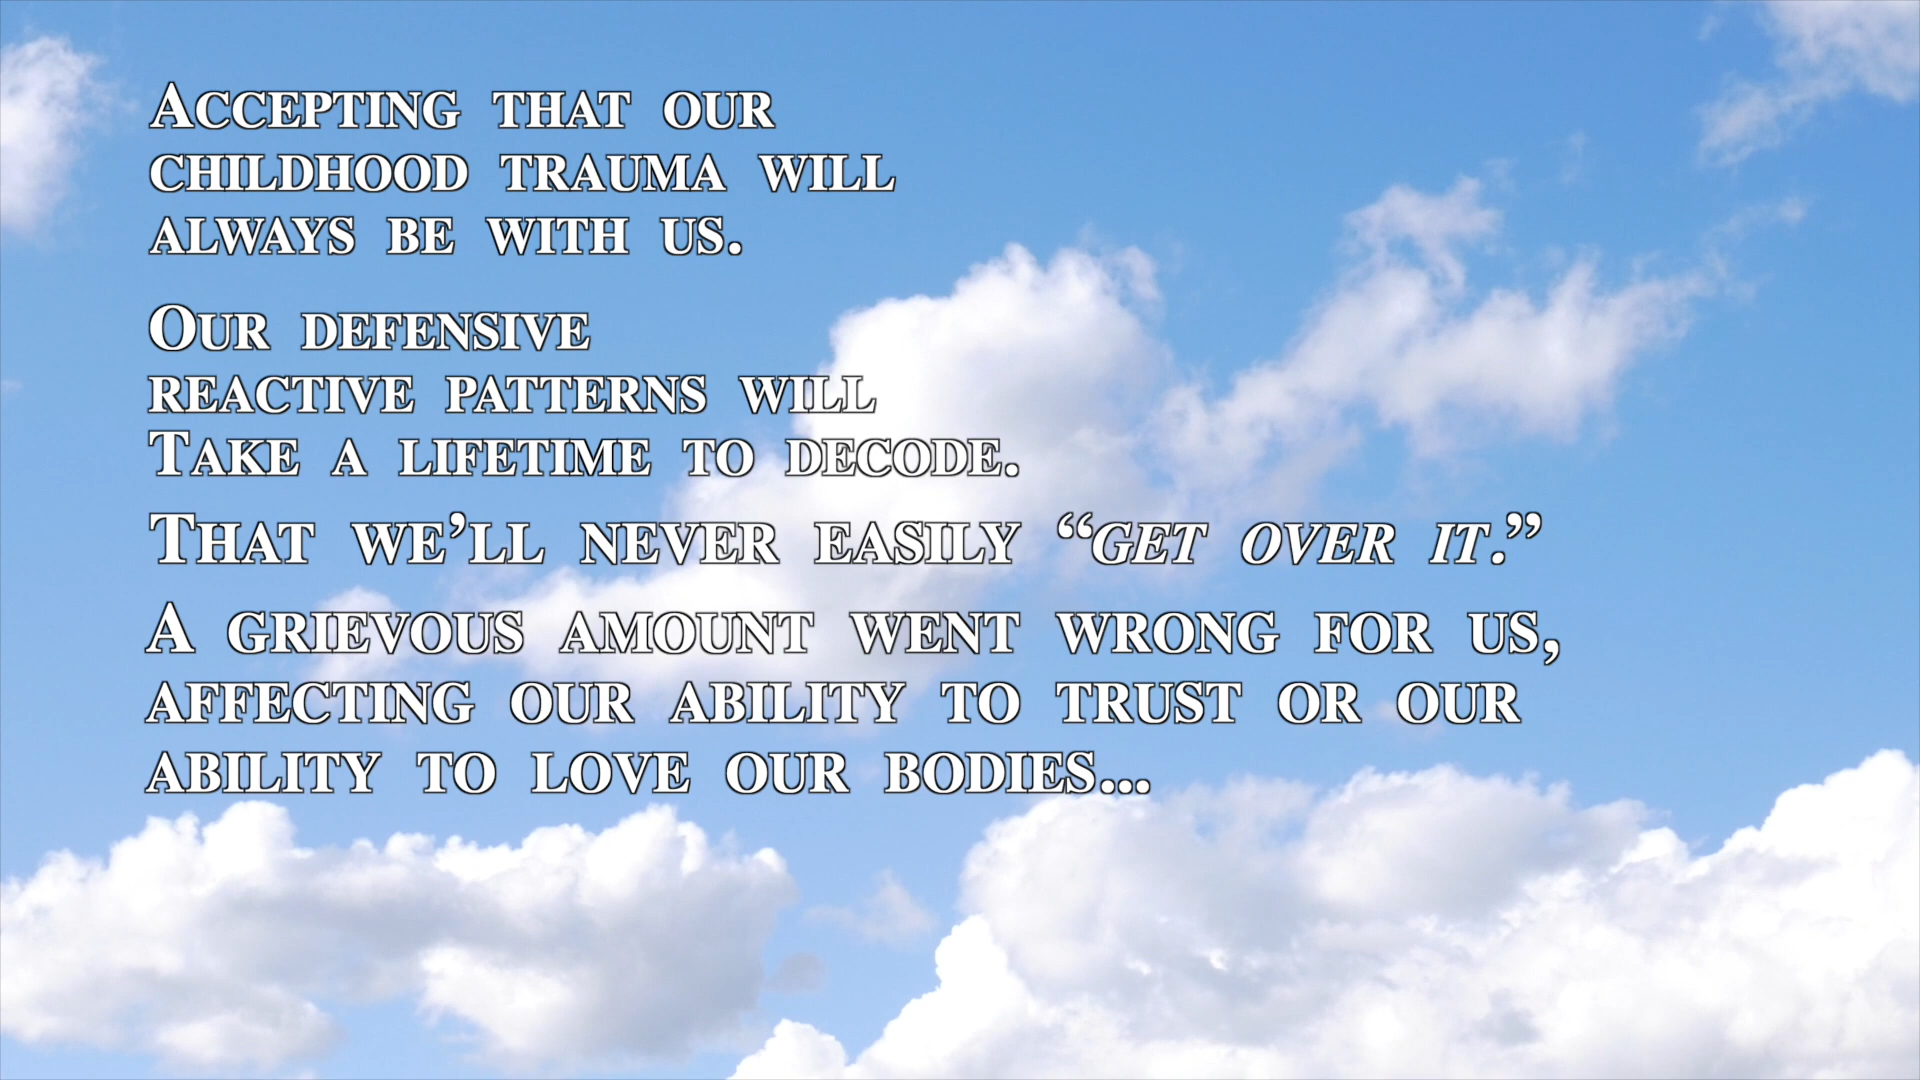 Accepting that our
childhood trauma will
always be with us.
Our defensive
reactive patterns will
Take a lifetime to decode.
That we’ll never easily “get over it.”
A grievous amount went wrong for us,
affecting our ability to trust or our
ability to love our bodies...